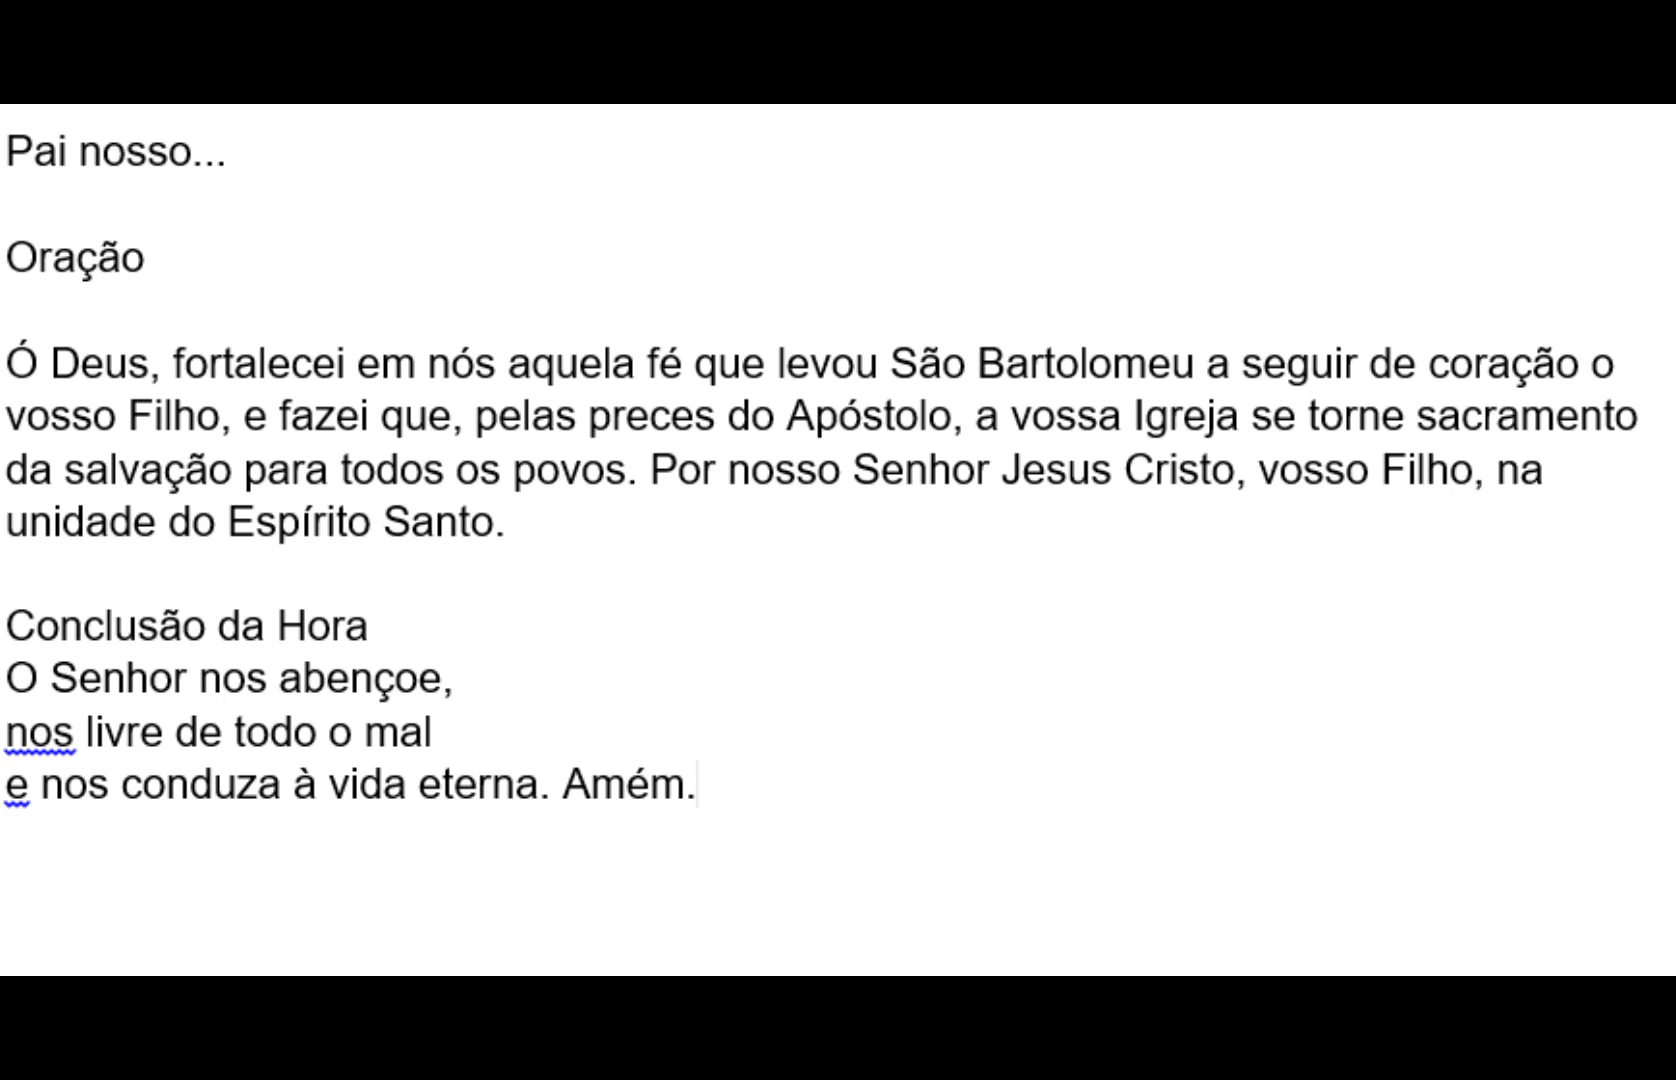 Pai nosso...
Oração
Ó Deus, fortalecei em nós aquela fé que levou São Bartolomeu a seguir de coração o
vosso Filho, e fazei que, pelas preces do Apóstolo, a vossa Igreja se torne sacramento
da salvação para todos os povos. Por nosso Senhor Jesus Cristo, vosso Filho, na
unidade do Espírito Santo.
Conclusão da Hora
O Senhor nos abençoe,
nos livre de todo o mal
e nos conduza à vida eterna. Amém.